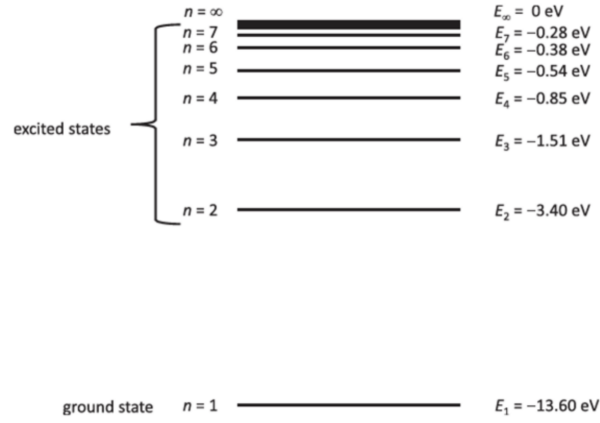 n = ∞ E∞ = 0 eV
n = 7 E₇ = −0.28 eV
n = 6 E₆ = −0.38 eV
n = 5 E₅ = −0.54 eV
n = 4 E₄ = −0.85 eV
excited states
n = 3 E₃ = −1.51 eV
n = 2 E₂ = −3.40 eV
ground state n = 1 E₁ = −13.60 eV